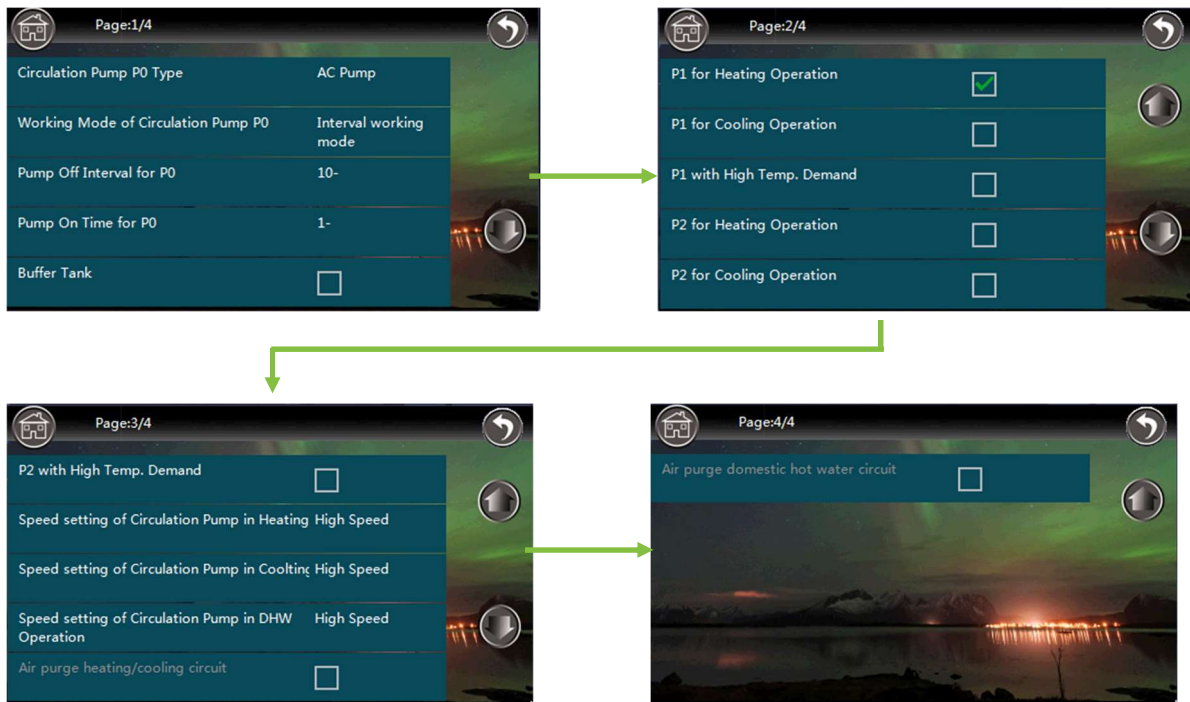 Page:1/4
Circulation Pump P0 Type AC Pump
Working Mode of Circulation Pump P0 Interval working
mode
Pump Off Interval for P0 10-
Pump On Time for P0 1-
Buffer Tank
Page:2/4
P1 for Heating Operation
P1 for Cooling Operation
P1 with High Temp. Demand
P2 for Heating Operation
P2 for Cooling Operation
Page:3/4
P2 with High Temp. Demand
Speed setting of Circulation Pump in Heating High Speed
Speed setting of Circulation Pump in Coolting High Speed
Speed setting of Circulation Pump in DHW High Speed
Operation
Air purge heating/cooling circuit
Page:4/4
Air purge domestic hot water circuit